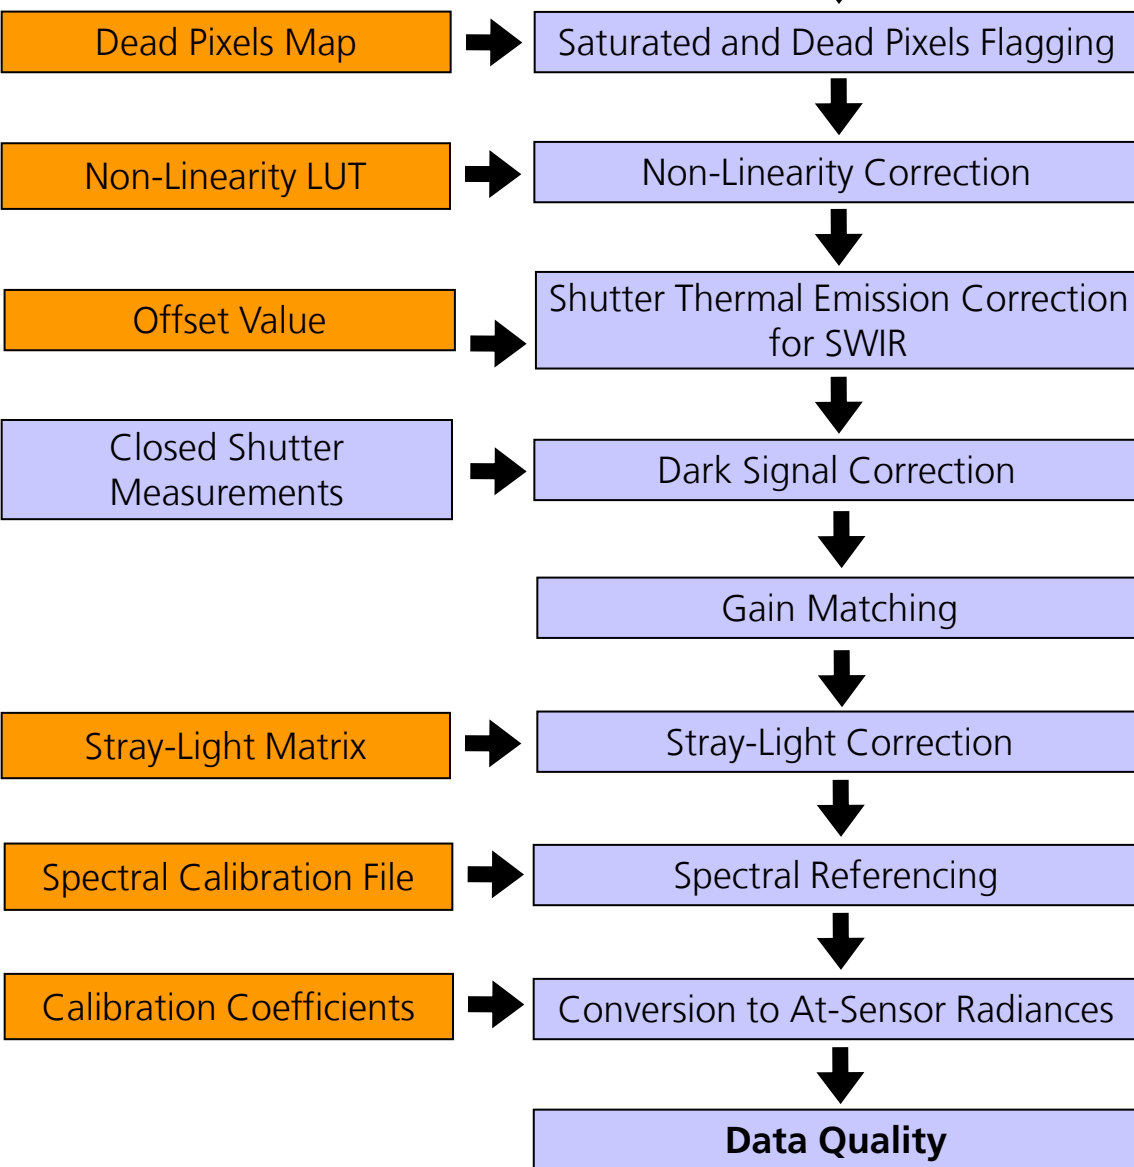 Dead Pixels Map
Saturated and Dead Pixels Flagging
Non-Linearity LUT
Non-Linearity Correction
Offset Value
Shutter Thermal Emission Correction
for SWIR
Closed Shutter
Measurements
Dark Signal Correction
Gain Matching
Stray-Light Matrix
Stray-Light Correction
Spectral Calibration File
Spectral Referencing
Calibration Coefficients
Conversion to At-Sensor Radiances
Data Quality